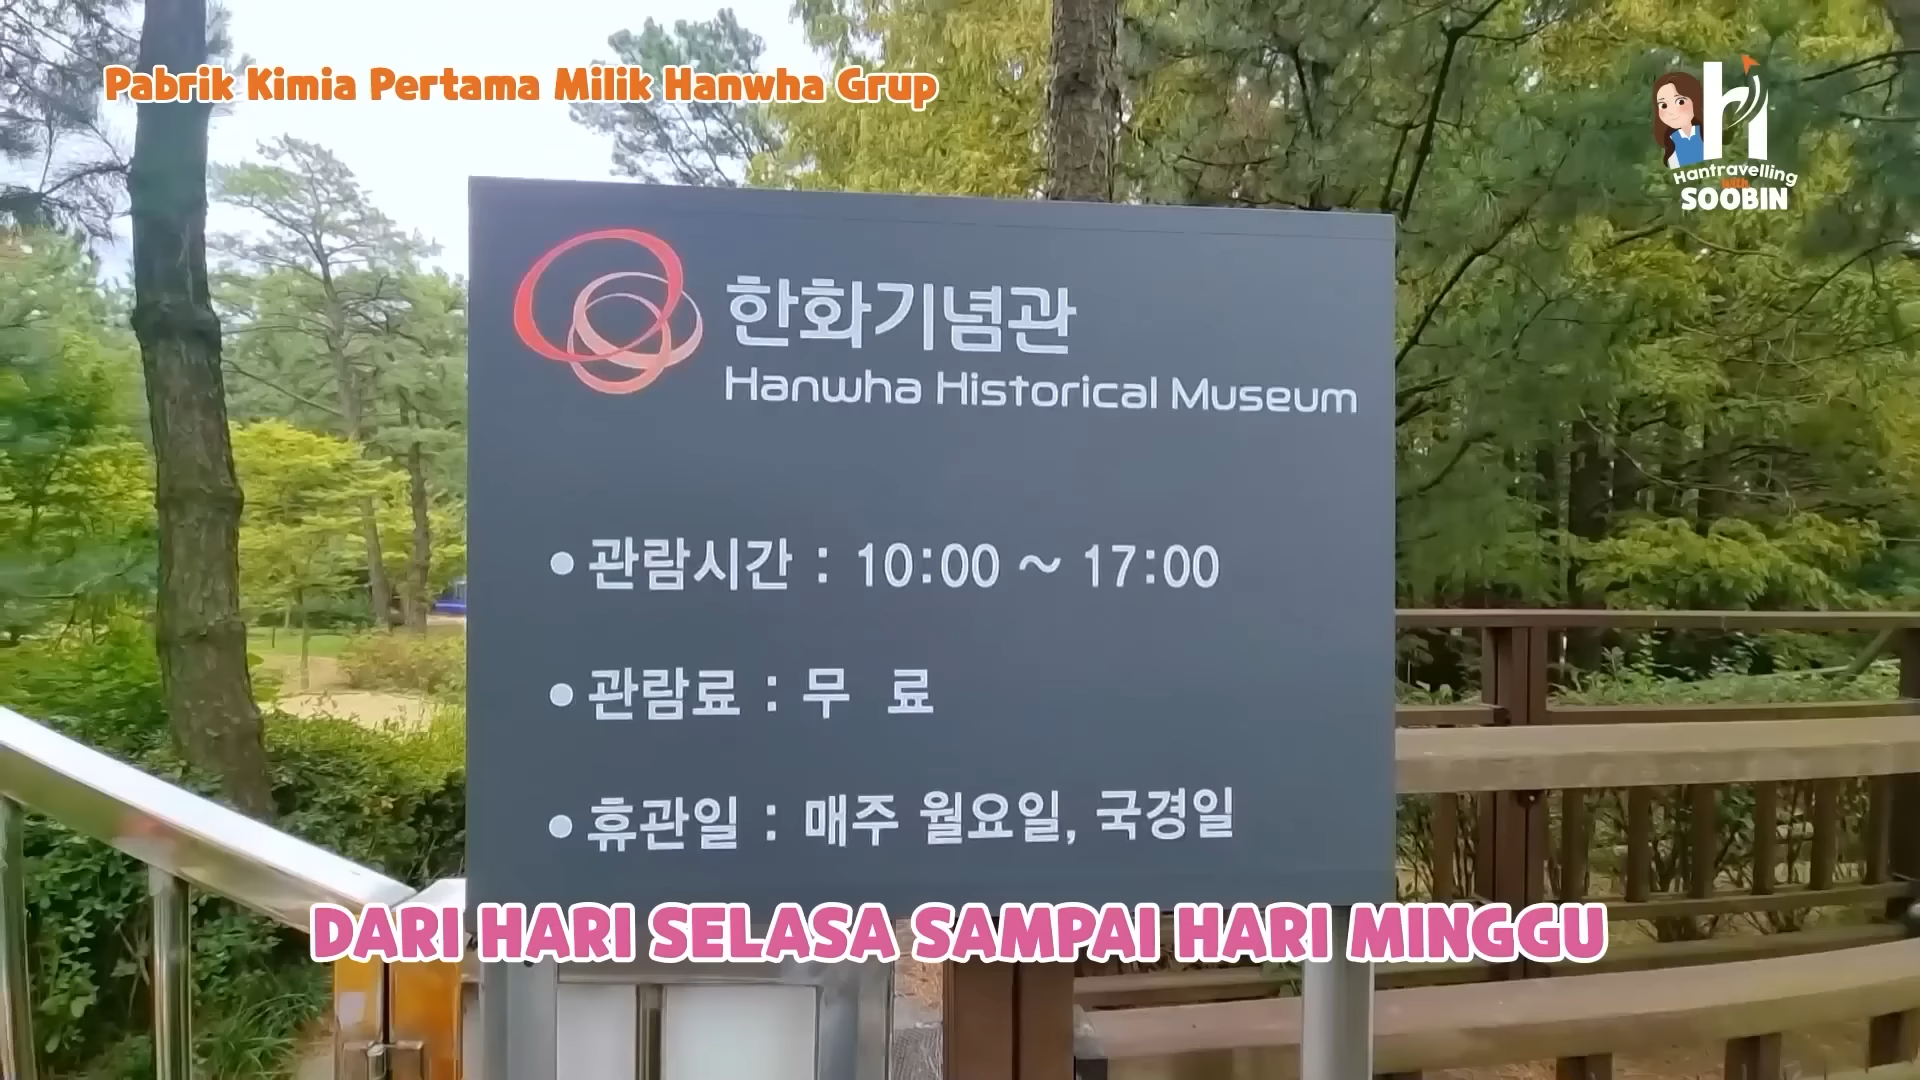 Pabrik Kimia Pertama Milik Hanwha Grup
Hantravelling
with
SOOBIN
한화기념관
Hanwha Historical Museum
• 관람시간 : 10:00 ~ 17:00
• 관람료 : 무 료
• 휴관일 : 매주 월요일, 국경일
DARI HARI SELASA SAMPAI HARI MINGGU